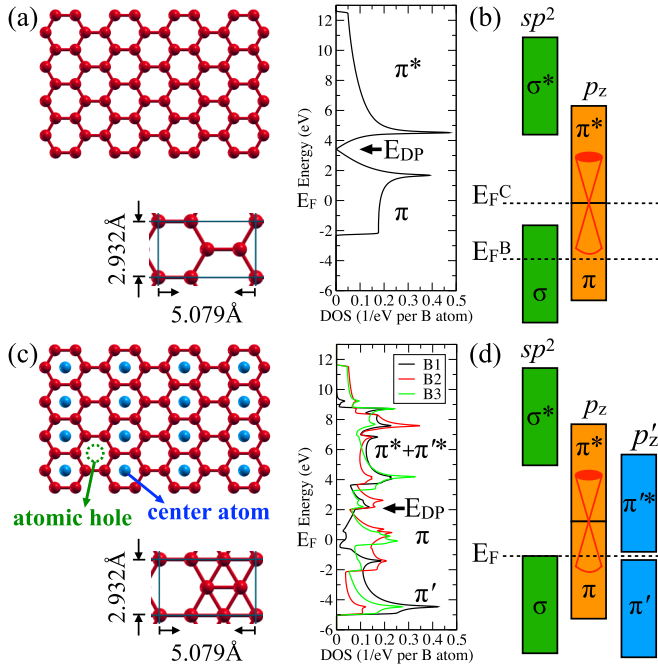 (a)
2.932Å
5.079Å
Energy (eV)
12
10
8
6
4
2
E_F
-2
-4
-6
0
0.1
0.2
0.3
0.4
0.5
DOS (1/eV per B atom)
π*
E_DP
π
(b)
sp²
σ*
p_z
π*
E_F^C
E_F^B
σ
π
(c)
atomic hole
center atom
2.932Å
5.079Å
Energy (eV)
12
10
8
6
4
2
E_F
-2
-4
-6
0
0.1
0.2
0.3
0.4
0.5
DOS (1/eV per B atom)
B1
B2
B3
π*+π′*
E_DP
π
π′
(d)
sp²
σ*
p_z
π*
p′_z
π′*
E_F
σ
π
π′